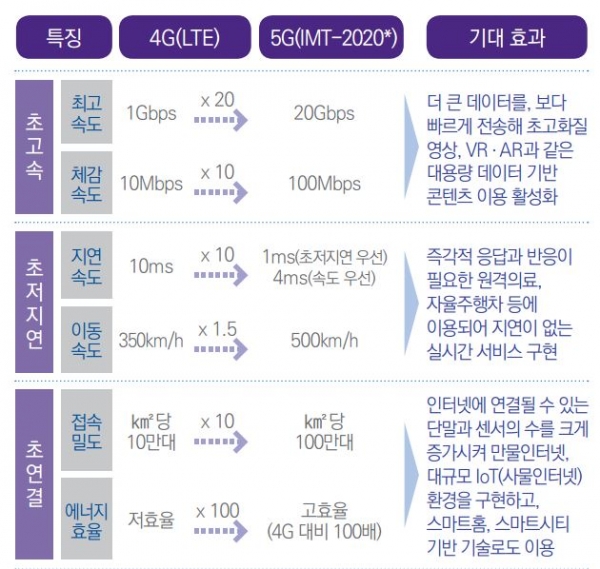 특징
4G(LTE)
5G(IMT-2020*)
기대 효과
초고속
최고
속도
1Gbps
x 20
20Gbps
체감
속도
10Mbps
x 10
100Mbps
더 큰 데이터를, 보다
빠르게 전송해 초고화질
영상, VR·AR과 같은
대용량 데이터 기반
콘텐츠 이용 활성화
초저지연
지연
속도
10ms
x 10
1ms(초저지연 우선)
4ms(속도 우선)
이동
속도
350km/h
x 1.5
500km/h
즉각적 응답과 반응이
필요한 원격의료,
자율주행차 등에
이용되어 지연이 없는
실시간 서비스 구현
초연결
접속
밀도
㎢당
10만대
x 10
㎢당
100만대
에너지
효율
저효율
x 100
고효율
(4G 대비 100배)
인터넷에 연결될 수 있는
단말과 센서의 수를 크게
증가시켜 만물인터넷,
대규모 IoT(사물인터넷)
환경을 구현하고,
스마트홈, 스마트시티
기반 기술로도 이용